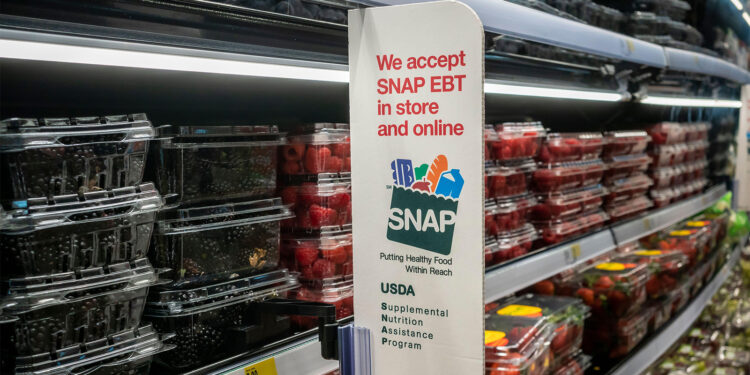 We accept
SNAP EBT
in store
and online
SM
SNAP
Putting Healthy Food
Within Reach
USDA
Supplemental
Nutrition
Assistance
Program